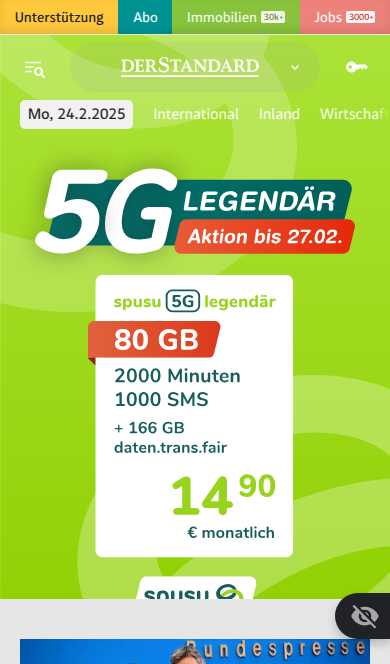 Unterstützung Abo Immobilien 30k+ Jobs 3000+
DERSTANDARD
Mo, 24.2.2025 International Inland Wirtschaf
5G LEGENDÄR
Aktion bis 27.02.
spusu 5G legendär
80 GB
2000 Minuten
1000 SMS
+ 166 GB
daten.trans.fair
14 90
€ monatlich
spusu
Bundespresse